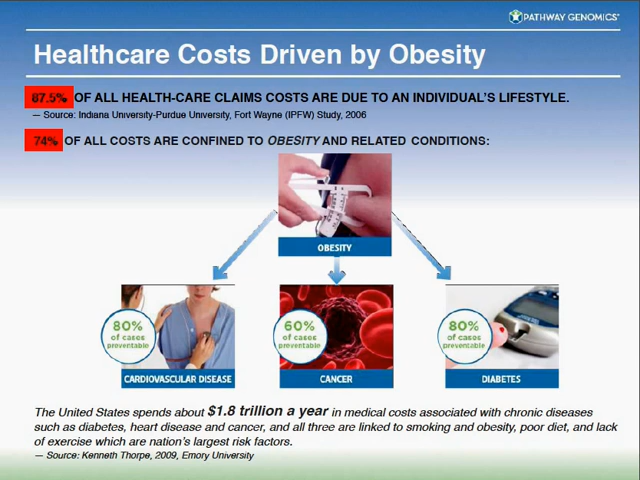 PATHWAY GENOMICS
Healthcare Costs Driven by Obesity
87.5% OF ALL HEALTH-CARE CLAIMS COSTS ARE DUE TO AN INDIVIDUAL'S LIFESTYLE.
— Source: Indiana University-Purdue University, Fort Wayne (IPFW) Study, 2006
74% OF ALL COSTS ARE CONFINED TO OBESITY AND RELATED CONDITIONS:
OBESITY
80%
of cases
preventable
CARDIOVASCULAR DISEASE
60%
of cases
preventable
CANCER
80%
of cases
preventable
DIABETES
The United States spends about $1.8 trillion a year in medical costs associated with chronic diseases
such as diabetes, heart disease and cancer, and all three are linked to smoking and obesity, poor diet, and lack
of exercise which are nation's largest risk factors.
— Source: Kenneth Thorpe, 2009, Emory University